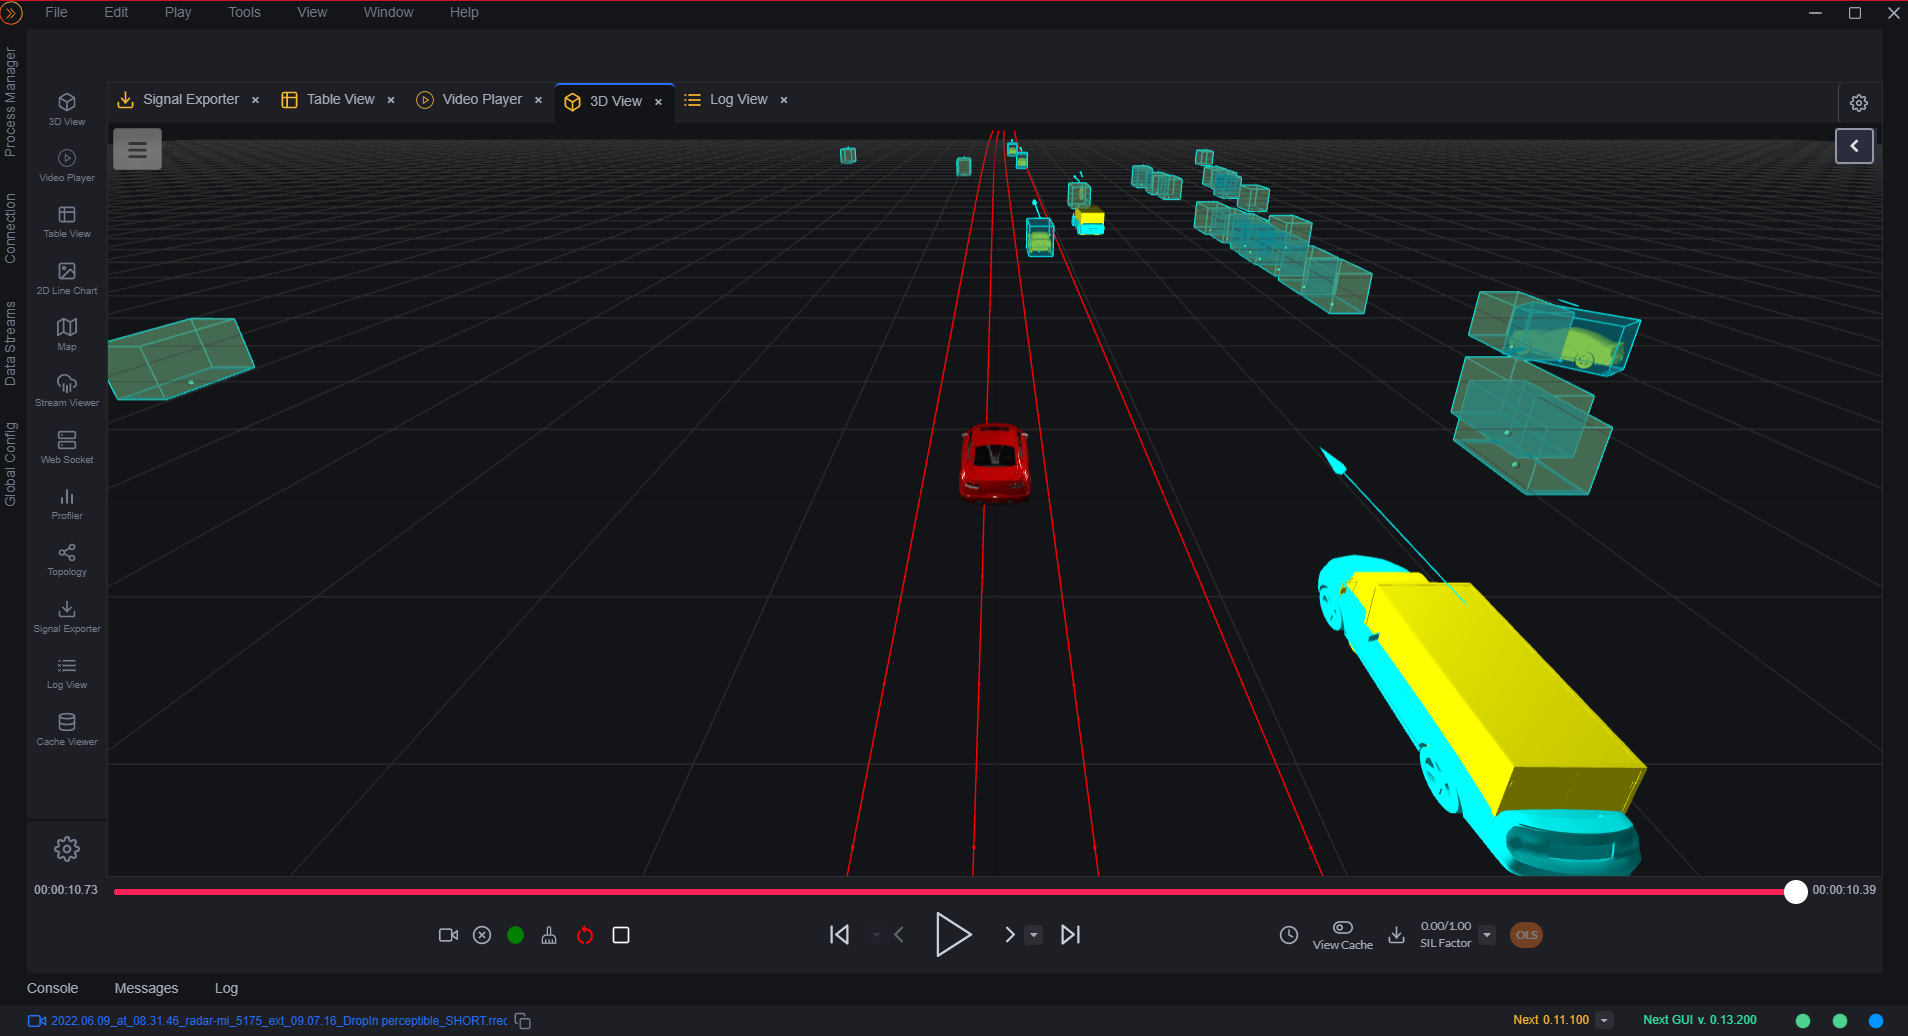 File Edit Play Tools View Window Help
Process Manager
Connection
Data Streams
Global Config
3D View
Video Player
Table View
2D Line Chart
Map
Stream Viewer
Web Socket
Profiler
Topology
Signal Exporter
Log View
Cache Viewer
Signal Exporter × Table View × Video Player × 3D View × Log View ×
00:00:10.73
00:00:10.39
View Cache
0.00/1.00
SIL Factor
OLS
Console Messages Log
2022.06.09_at_08.31.46_radar-mi_5175_ext_09.07.16_DropIn perceptible_SHORT.rrec
Next 0.11.100
Next GUI v. 0.13.200